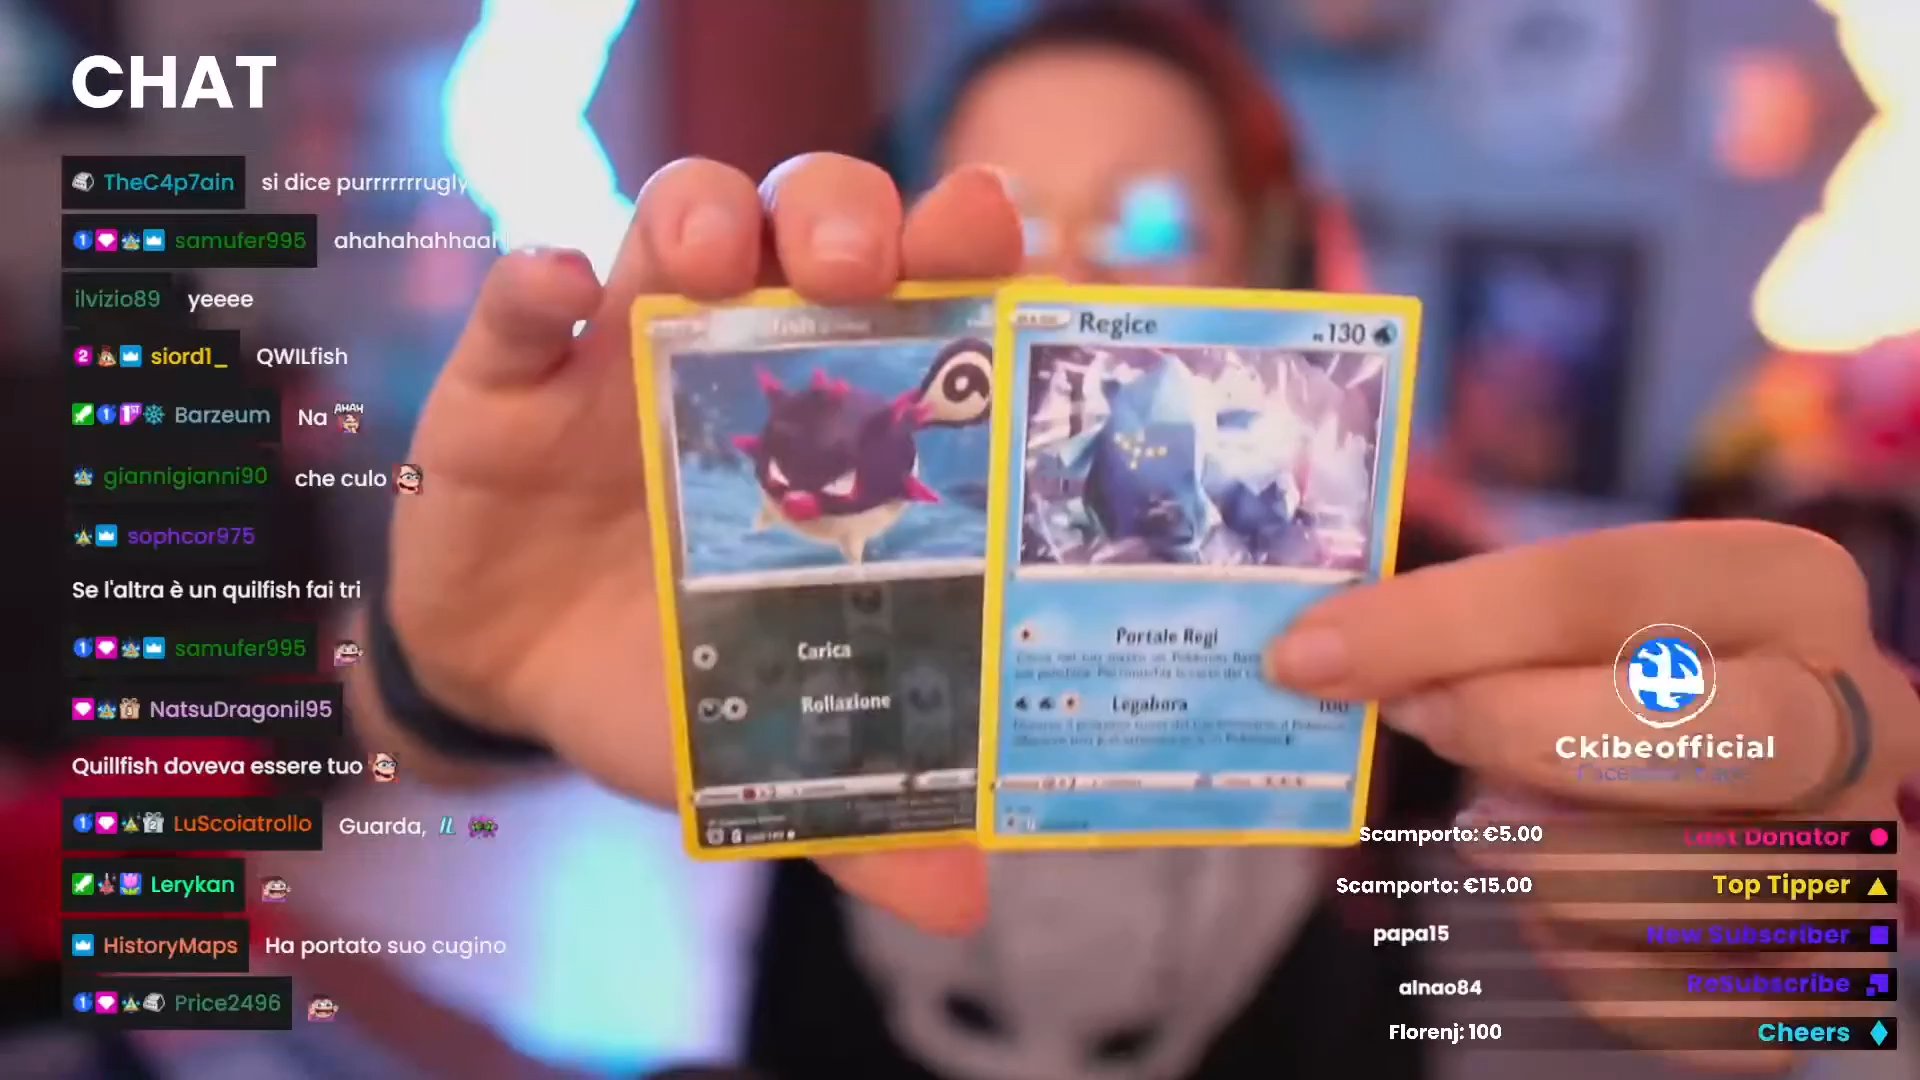 CHAT
TheC4p7ain si dice purrrrrrrugly
samufer995 ahahahahhaah
ilvizio89 yeeee
siord1_ QWILfish
Barzeum Na AHAH
giannigianni90 che culo
sophcor975
Se l'altra è un quilfish fai tri
samufer995
NatsuDragonil95
Quillfish doveva essere tuo
LuScoiatrollo Guarda,
Lerykan
HistoryMaps Ha portato suo cugino
Price2496
fish
Carica
Rollazione
Regice 130
Portale Regi
Legabora 100
Ckibeofficial
Scamporto: €5.00 Last Donator
Scamporto: €15.00 Top Tipper
papa15 New Subscriber
alnao84 ReSubscribe
Florenj: 100 Cheers